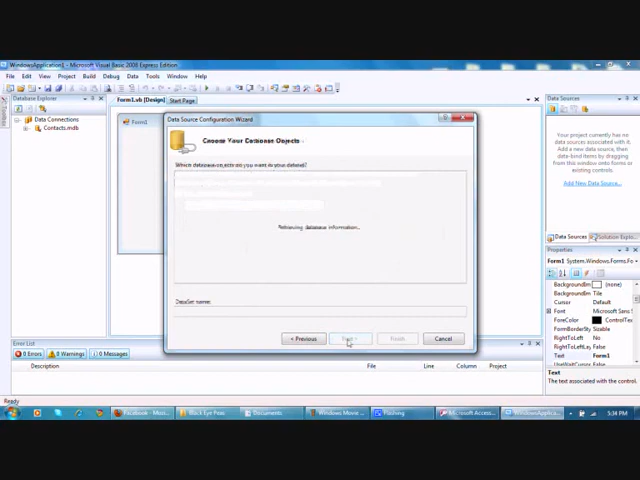 WindowsApplication1 - Microsoft Visual Basic 2008 Express Edition
File Edit View Project Build Debug Data Tools Window Help
Database Explorer
Form1.vb [Design] Start Page
Data Sources
Toolbox
Data Connections
Contacts.mdb
Form1
Data Source Configuration Wizard
Choose Your Database Objects
Which database objects do you want in your dataset?
Retrieving database information...
DataSet name:
< Previous
Next >
Finish
Cancel
Your project currently has
no data sources associated
with it. Add a new data source,
then data-bind items by dragging
from this window onto forms or
existing controls.
Add New Data Source...
Data Sources Solution Explo...
Properties
Form1 System.Windows.Forms.Fo
BackgroundIm (none)
BackgroundIm Tile
Cursor Default
Font Microsoft Sans S
ForeColor ControlText
FormBorderSty Sizable
RightToLeft No
RightToLeftLay False
Text Form1
UseWaitCursor
Text
The text associated with the control.
Error List
0 Errors 0 Warnings 0 Messages
Description File Line Column Project
Ready
Facebook - Mozi... Black Eye Peas Documents Windows Movie ... Pashing Microsoft Access... WindowsApplica... 5:34 PM